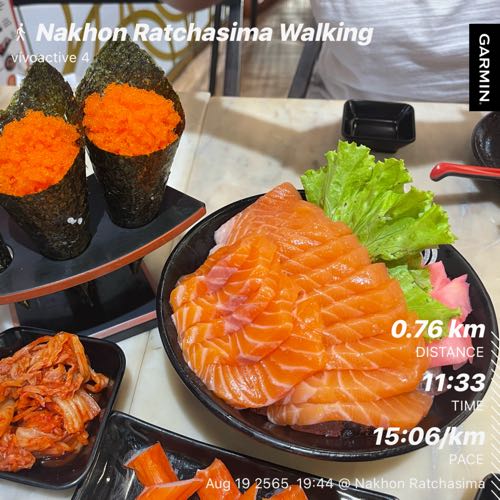 Nakhon Ratchasima Walking
vívoactive 4
GARMIN
0.76 km
DISTANCE
11:33
TIME
15:06/km
PACE
Aug 19 2565, 19:44 @ Nakhon Ratchasima